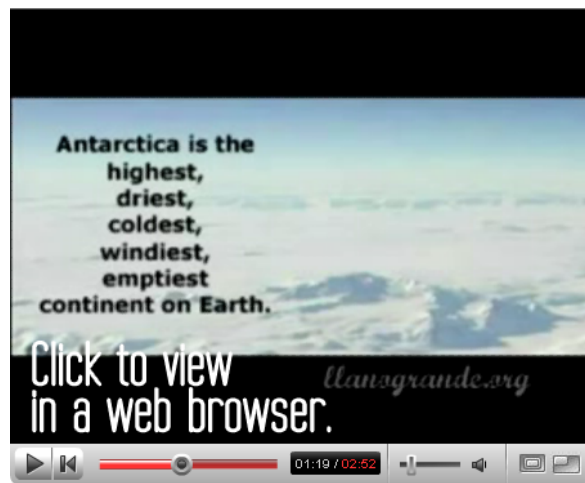 Antarctica is the
highest,
driest,
coldest,
windiest,
emptiest
continent on Earth.
Click to view
in a web browser.
llanogrande.org
01:19 / 02:52